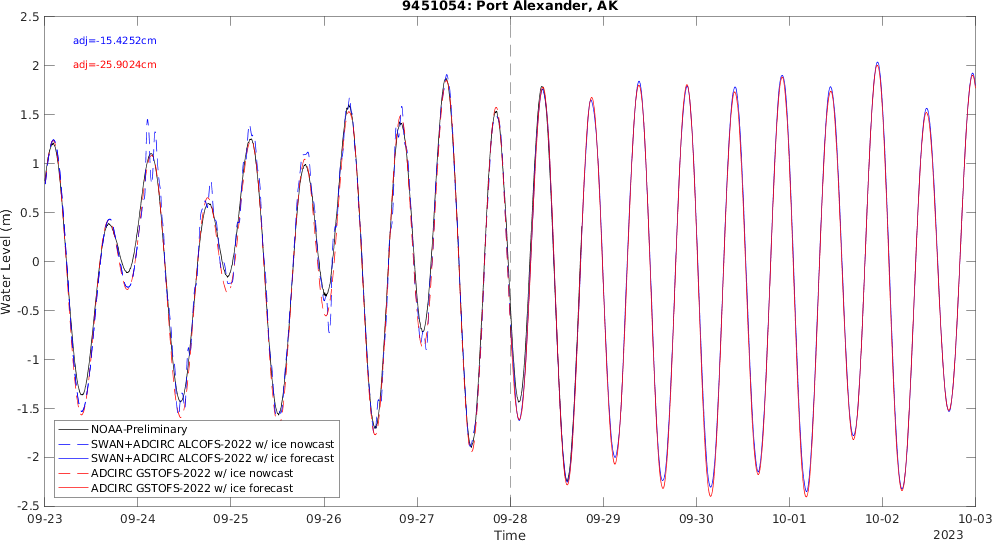 9451054: Port Alexander, AK
adj=-15.4252cm
adj=-25.9024cm
Water Level (m)
2.5
2
1.5
1
0.5
0
-0.5
-1
-1.5
-2
-2.5
NOAA-Preliminary
SWAN+ADCIRC ALCOFS-2022 w/ ice nowcast
SWAN+ADCIRC ALCOFS-2022 w/ ice forecast
ADCIRC GSTOFS-2022 w/ ice nowcast
ADCIRC GSTOFS-2022 w/ ice forecast
09-23 09-24 09-25 09-26 09-27 09-28 09-29 09-30 10-01 10-02 10-03
Time
2023